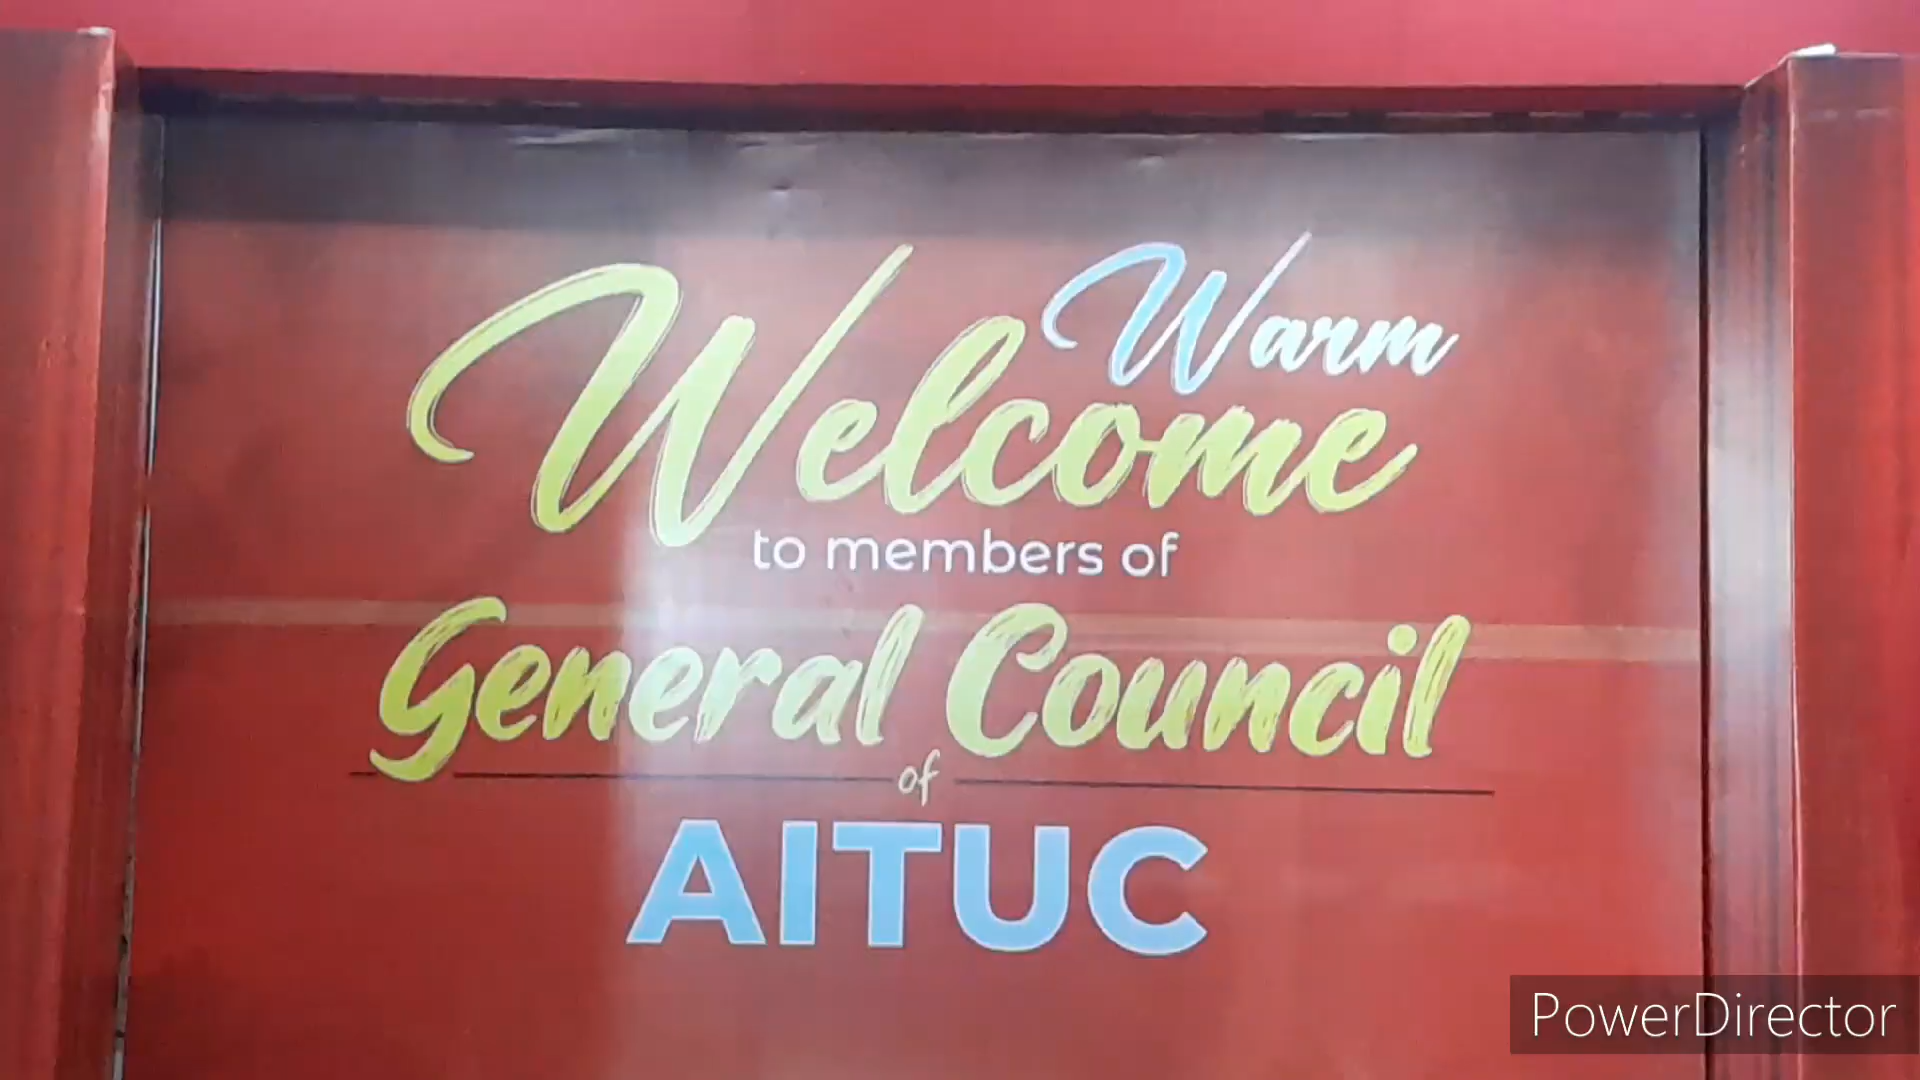 Warm
Welcome
to members of
General Council
of
AITUC
PowerDirector